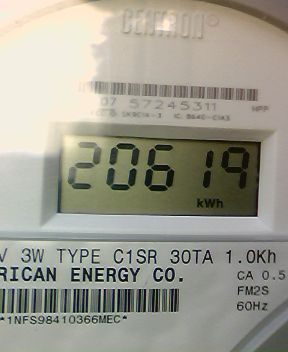 CENTRON®
07 57245311 HPP
20619
kWh
V 3W TYPE C1SR 30TA 1.0Kh
RICAN ENERGY CO.
CA 0.5
FM2S
60Hz
*1NFS98410366MEC*